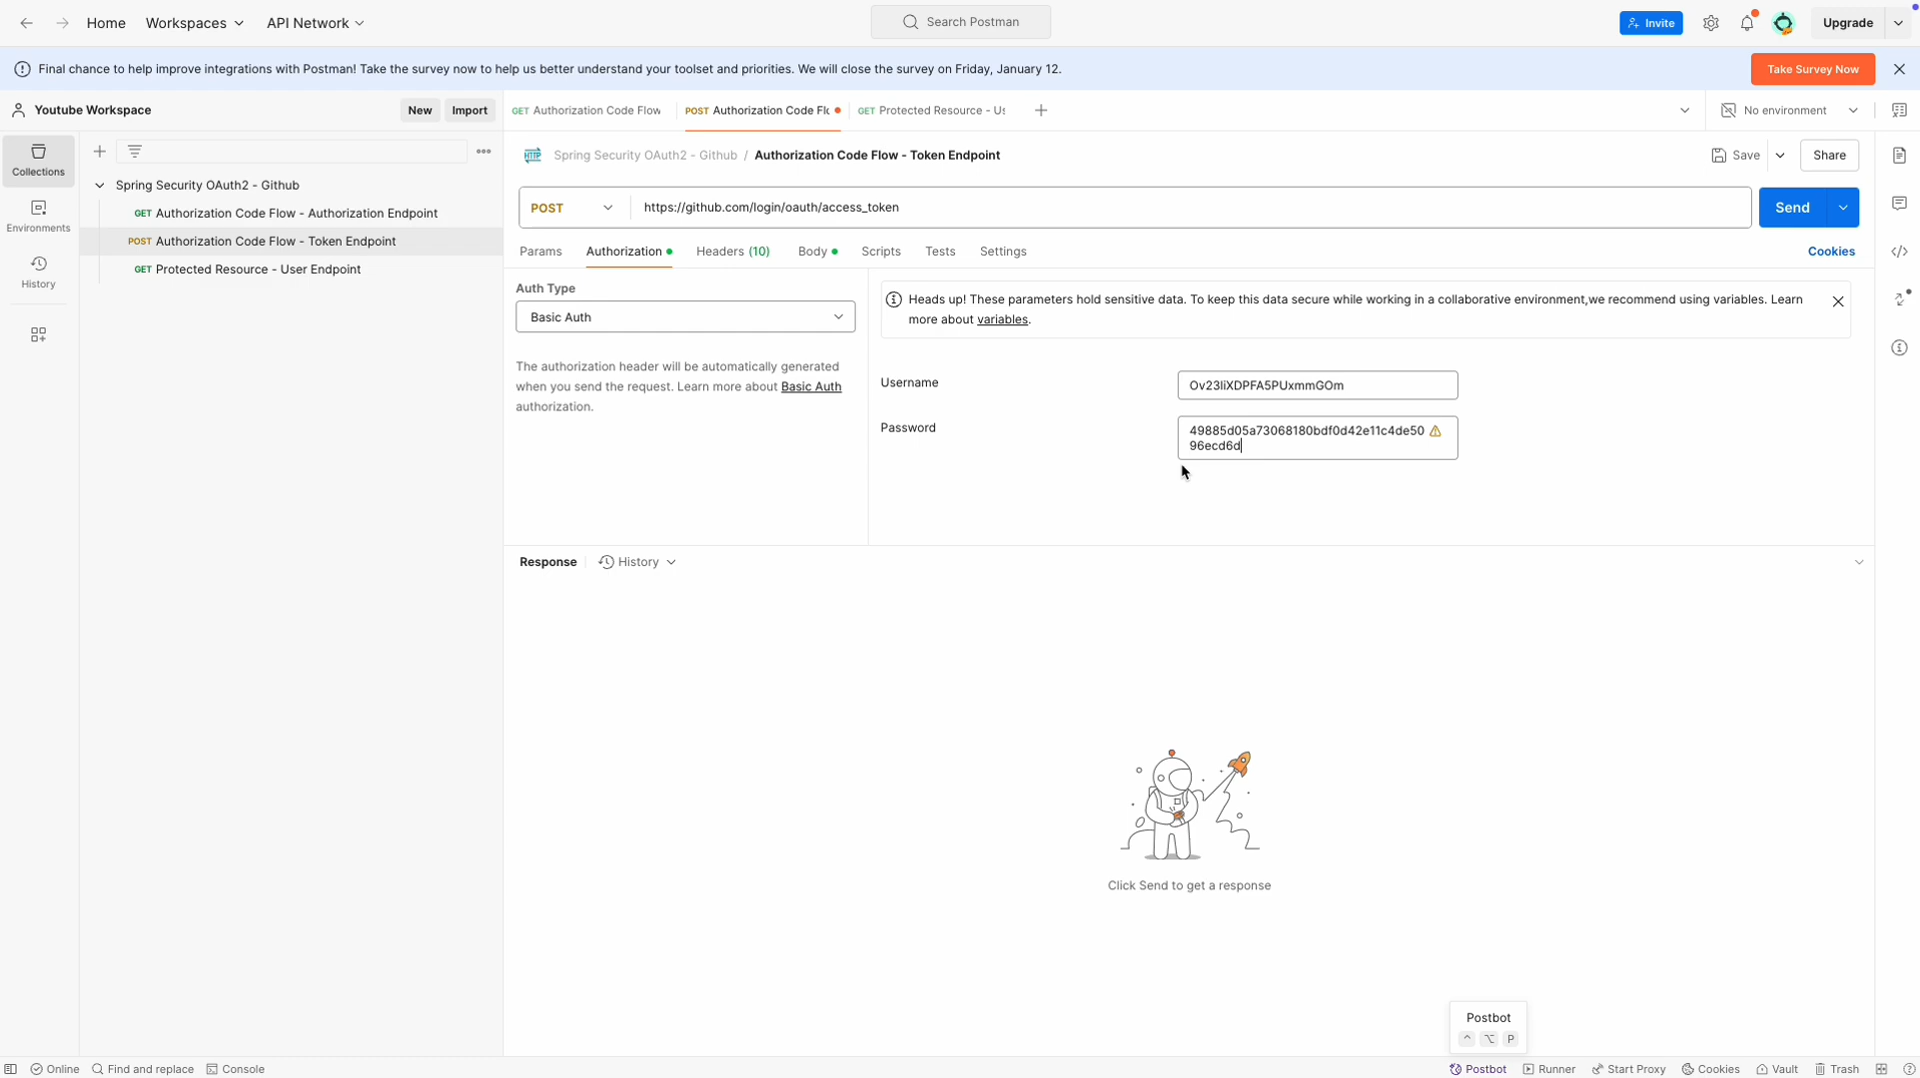 Home
Workspaces
API Network
Search Postman
Invite
Upgrade
Final chance to help improve integrations with Postman! Take the survey now to help us better understand your toolset and priorities. We will close the survey on Friday, January 12.
Take Survey Now
Youtube Workspace
New
Import
GET Authorization Code Flow
POST Authorization Code Fl
GET Protected Resource - Us
No environment
Collections
Environments
History
Spring Security OAuth2 - Github
GET Authorization Code Flow - Authorization Endpoint
POST Authorization Code Flow - Token Endpoint
GET Protected Resource - User Endpoint
HTTP
Spring Security OAuth2 - Github / Authorization Code Flow - Token Endpoint
Save
Share
POST
https://github.com/login/oauth/access_token
Send
Params
Authorization
Headers (10)
Body
Scripts
Tests
Settings
Cookies
Auth Type
Basic Auth
The authorization header will be automatically generated
when you send the request. Learn more about Basic Auth
authorization.
Heads up! These parameters hold sensitive data. To keep this data secure while working in a collaborative environment,we recommend using variables. Learn
more about variables.
Username
Ov23liXDPFA5PUxmmGOm
Password
49885d05a73068180bdf0d42e11c4de50
96ecd6d
Response
History
Click Send to get a response
Postbot
^ ⌥ P
Online
Find and replace
Console
Postbot
Runner
Start Proxy
Cookies
Vault
Trash